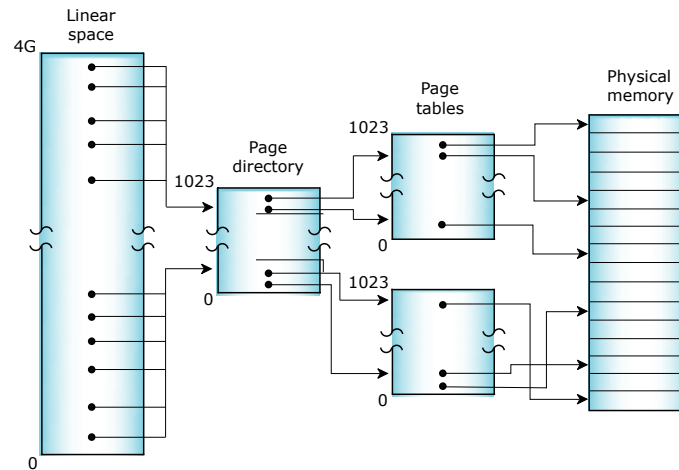 Linear
space
4G
0
Page
directory
1023
0
Page
tables
1023
0
1023
0
Physical
memory